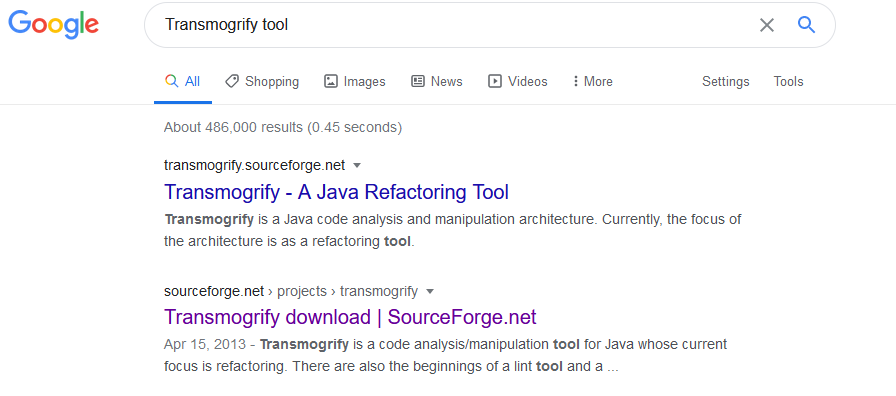 Google Transmogrify tool
All Shopping Images News Videos More Settings Tools
About 486,000 results (0.45 seconds)
transmogrify.sourceforge.net
Transmogrify - A Java Refactoring Tool
Transmogrify is a Java code analysis and manipulation architecture. Currently, the focus of
the architecture is as a refactoring tool.
sourceforge.net › projects › transmogrify
Transmogrify download | SourceForge.net
Apr 15, 2013 - Transmogrify is a code analysis/manipulation tool for Java whose current
focus is refactoring. There are also the beginnings of a lint tool and a ...